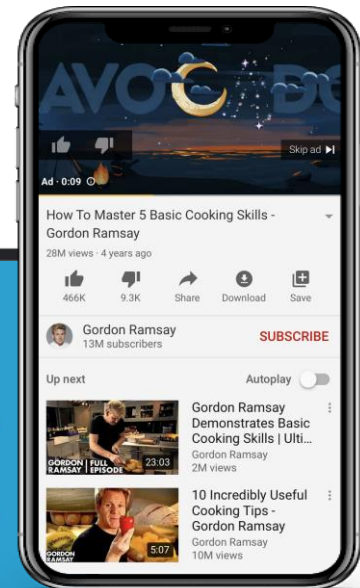 AVOC DO
Skip ad
Ad · 0:09
How To Master 5 Basic Cooking Skills -
Gordon Ramsay
28M views · 4 years ago
466K 9.3K Share Download Save
Gordon Ramsay
13M subscribers
SUBSCRIBE
Up next Autoplay
Gordon Ramsay
Demonstrates Basic
Cooking Skills | Ulti...
Gordon Ramsay
2M views
GORDON RAMSAY | FULL EPISODE
23:03
10 Incredibly Useful
Cooking Tips -
Gordon Ramsay
Gordon Ramsay
10M views
GORDON
RAMSAY
5:07